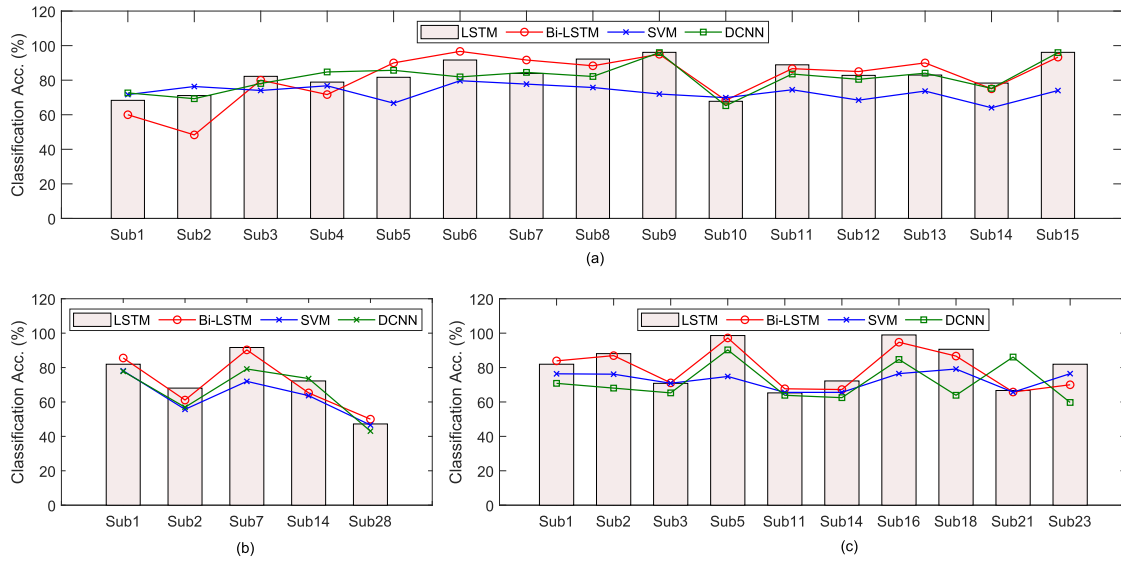 Classification Acc. (%)
120
100
80
60
40
20
0
LSTM Bi-LSTM SVM DCNN
Sub1 Sub2 Sub3 Sub4 Sub5 Sub6 Sub7 Sub8 Sub9 Sub10 Sub11 Sub12 Sub13 Sub14 Sub15
(a)
Classification Acc. (%)
120
100
80
60
40
20
0
LSTM Bi-LSTM SVM DCNN
Sub1 Sub2 Sub7 Sub14 Sub28
(b)
Classification Acc. (%)
120
100
80
60
40
20
0
LSTM Bi-LSTM SVM DCNN
Sub1 Sub2 Sub3 Sub5 Sub11 Sub14 Sub16 Sub18 Sub21 Sub23
(c)